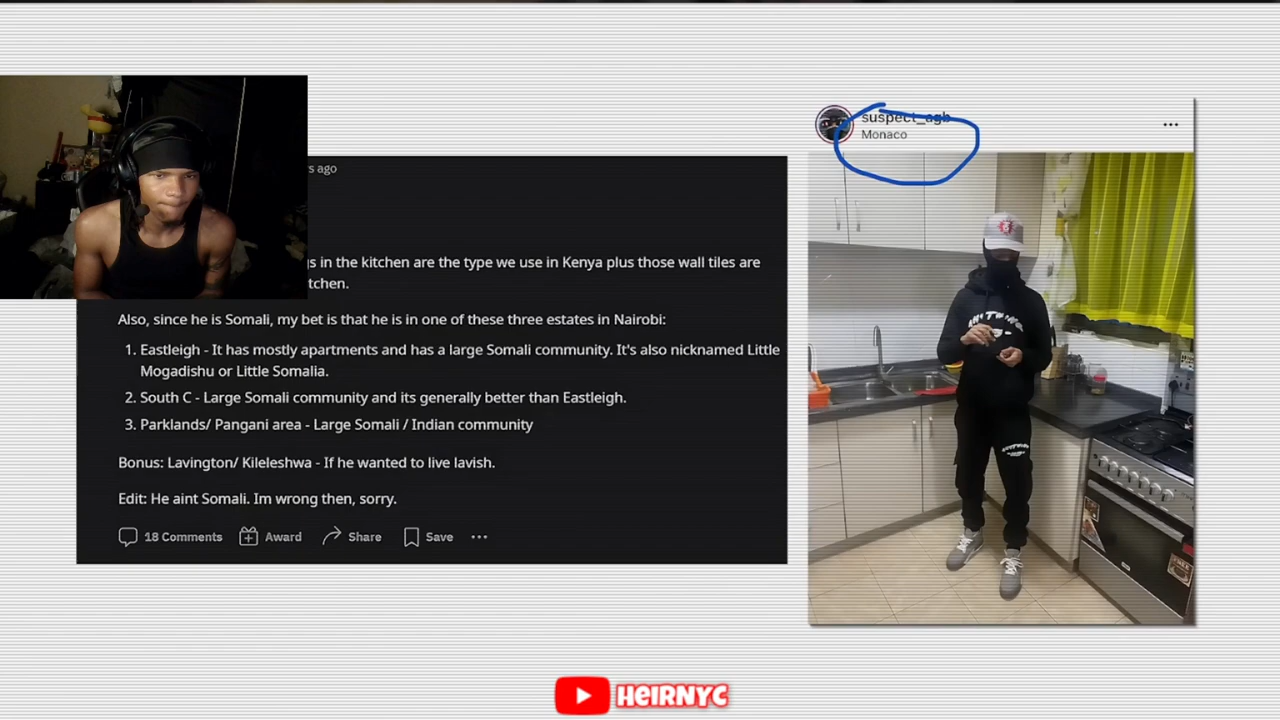 suspect_agb
Monaco
s ago
gs in the kitchen are the type we use in Kenya plus those wall tiles are
tchen.
Also, since he is Somali, my bet is that he is in one of these three estates in Nairobi:
1. Eastleigh - It has mostly apartments and has a large Somali community. It's also nicknamed Little
Mogadishu or Little Somalia.
2. South C - Large Somali community and its generally better than Eastleigh.
3. Parklands/ Pangani area - Large Somali / Indian community
Bonus: Lavington/ Kileleshwa - If he wanted to live lavish.
Edit: He aint Somali. Im wrong then, sorry.
18 Comments Award Share Save
HEIRNYC